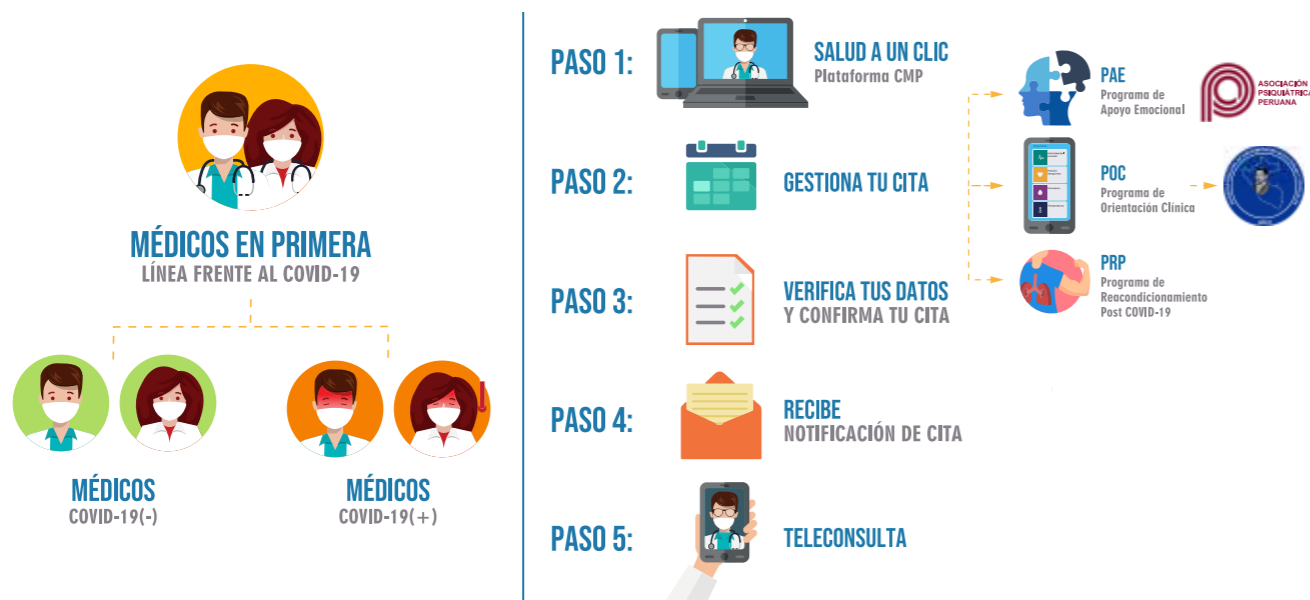 MÉDICOS EN PRIMERA
LÍNEA FRENTE AL COVID-19
MÉDICOS
COVID-19(-)
MÉDICOS
COVID-19(+)
PASO 1:
SALUD A UN CLIC
Plataforma CMP
PASO 2:
GESTIONA TU CITA
PASO 3:
VERIFICA TUS DATOS
Y CONFIRMA TU CITA
PASO 4:
RECIBE
NOTIFICACIÓN DE CITA
PASO 5:
TELECONSULTA
PAE
Programa de
Apoyo Emocional
ASOCIACIÓN
PSIQUIÁTRICA
PERUANA
POC
Programa de
Orientación Clínica
PRP
Programa de
Reacondicionamiento
Post COVID-19